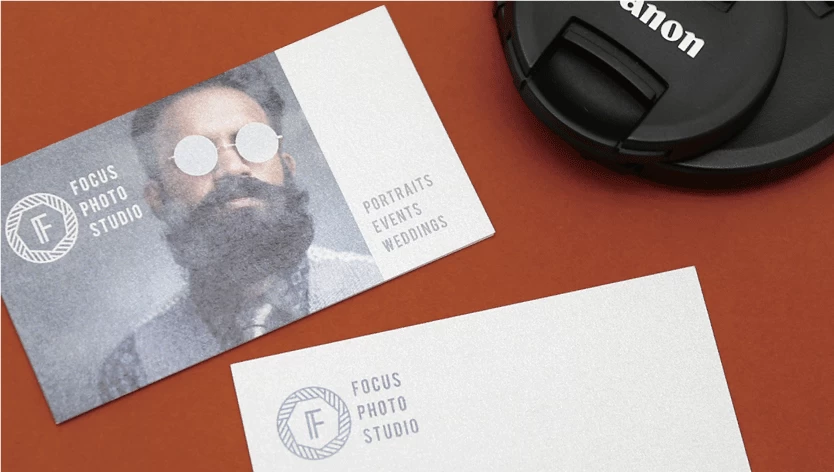 anon
FOCUS
PHOTO
STUDIO
F
PORTRAITS
EVENTS
WEDDINGS
FOCUS
PHOTO
STUDIO
F